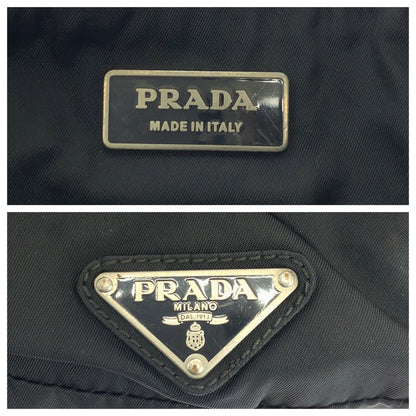 PRADA
MADE IN ITALY
PRADA
MILANO
DAL 1913